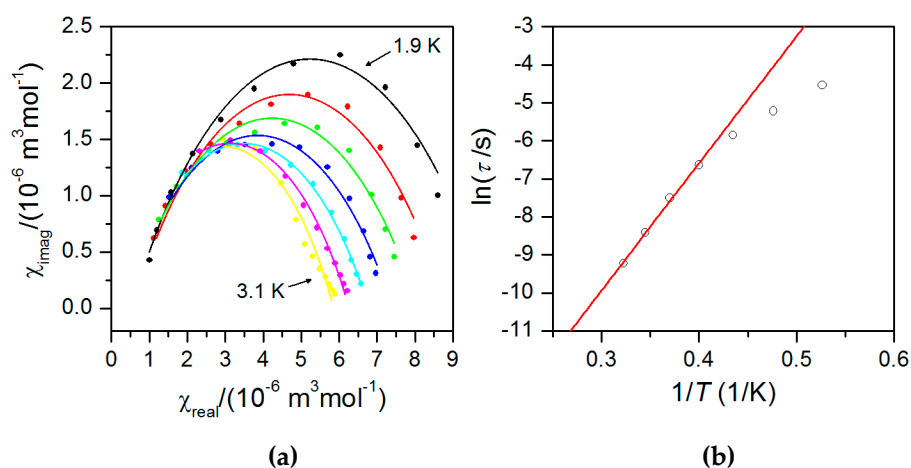 2.5
2.0
1.5
1.0
0.5
0.0
χimag/(10⁻⁶ m³mol⁻¹)
1.9 K
3.1 K
0 1 2 3 4 5 6 7 8 9
χreal/(10⁻⁶ m³mol⁻¹)
(a)
-3
-4
-5
-6
-7
-8
-9
-10
-11
ln(τ /s)
0.3 0.4 0.5 0.6
1/T (1/K)
(b)